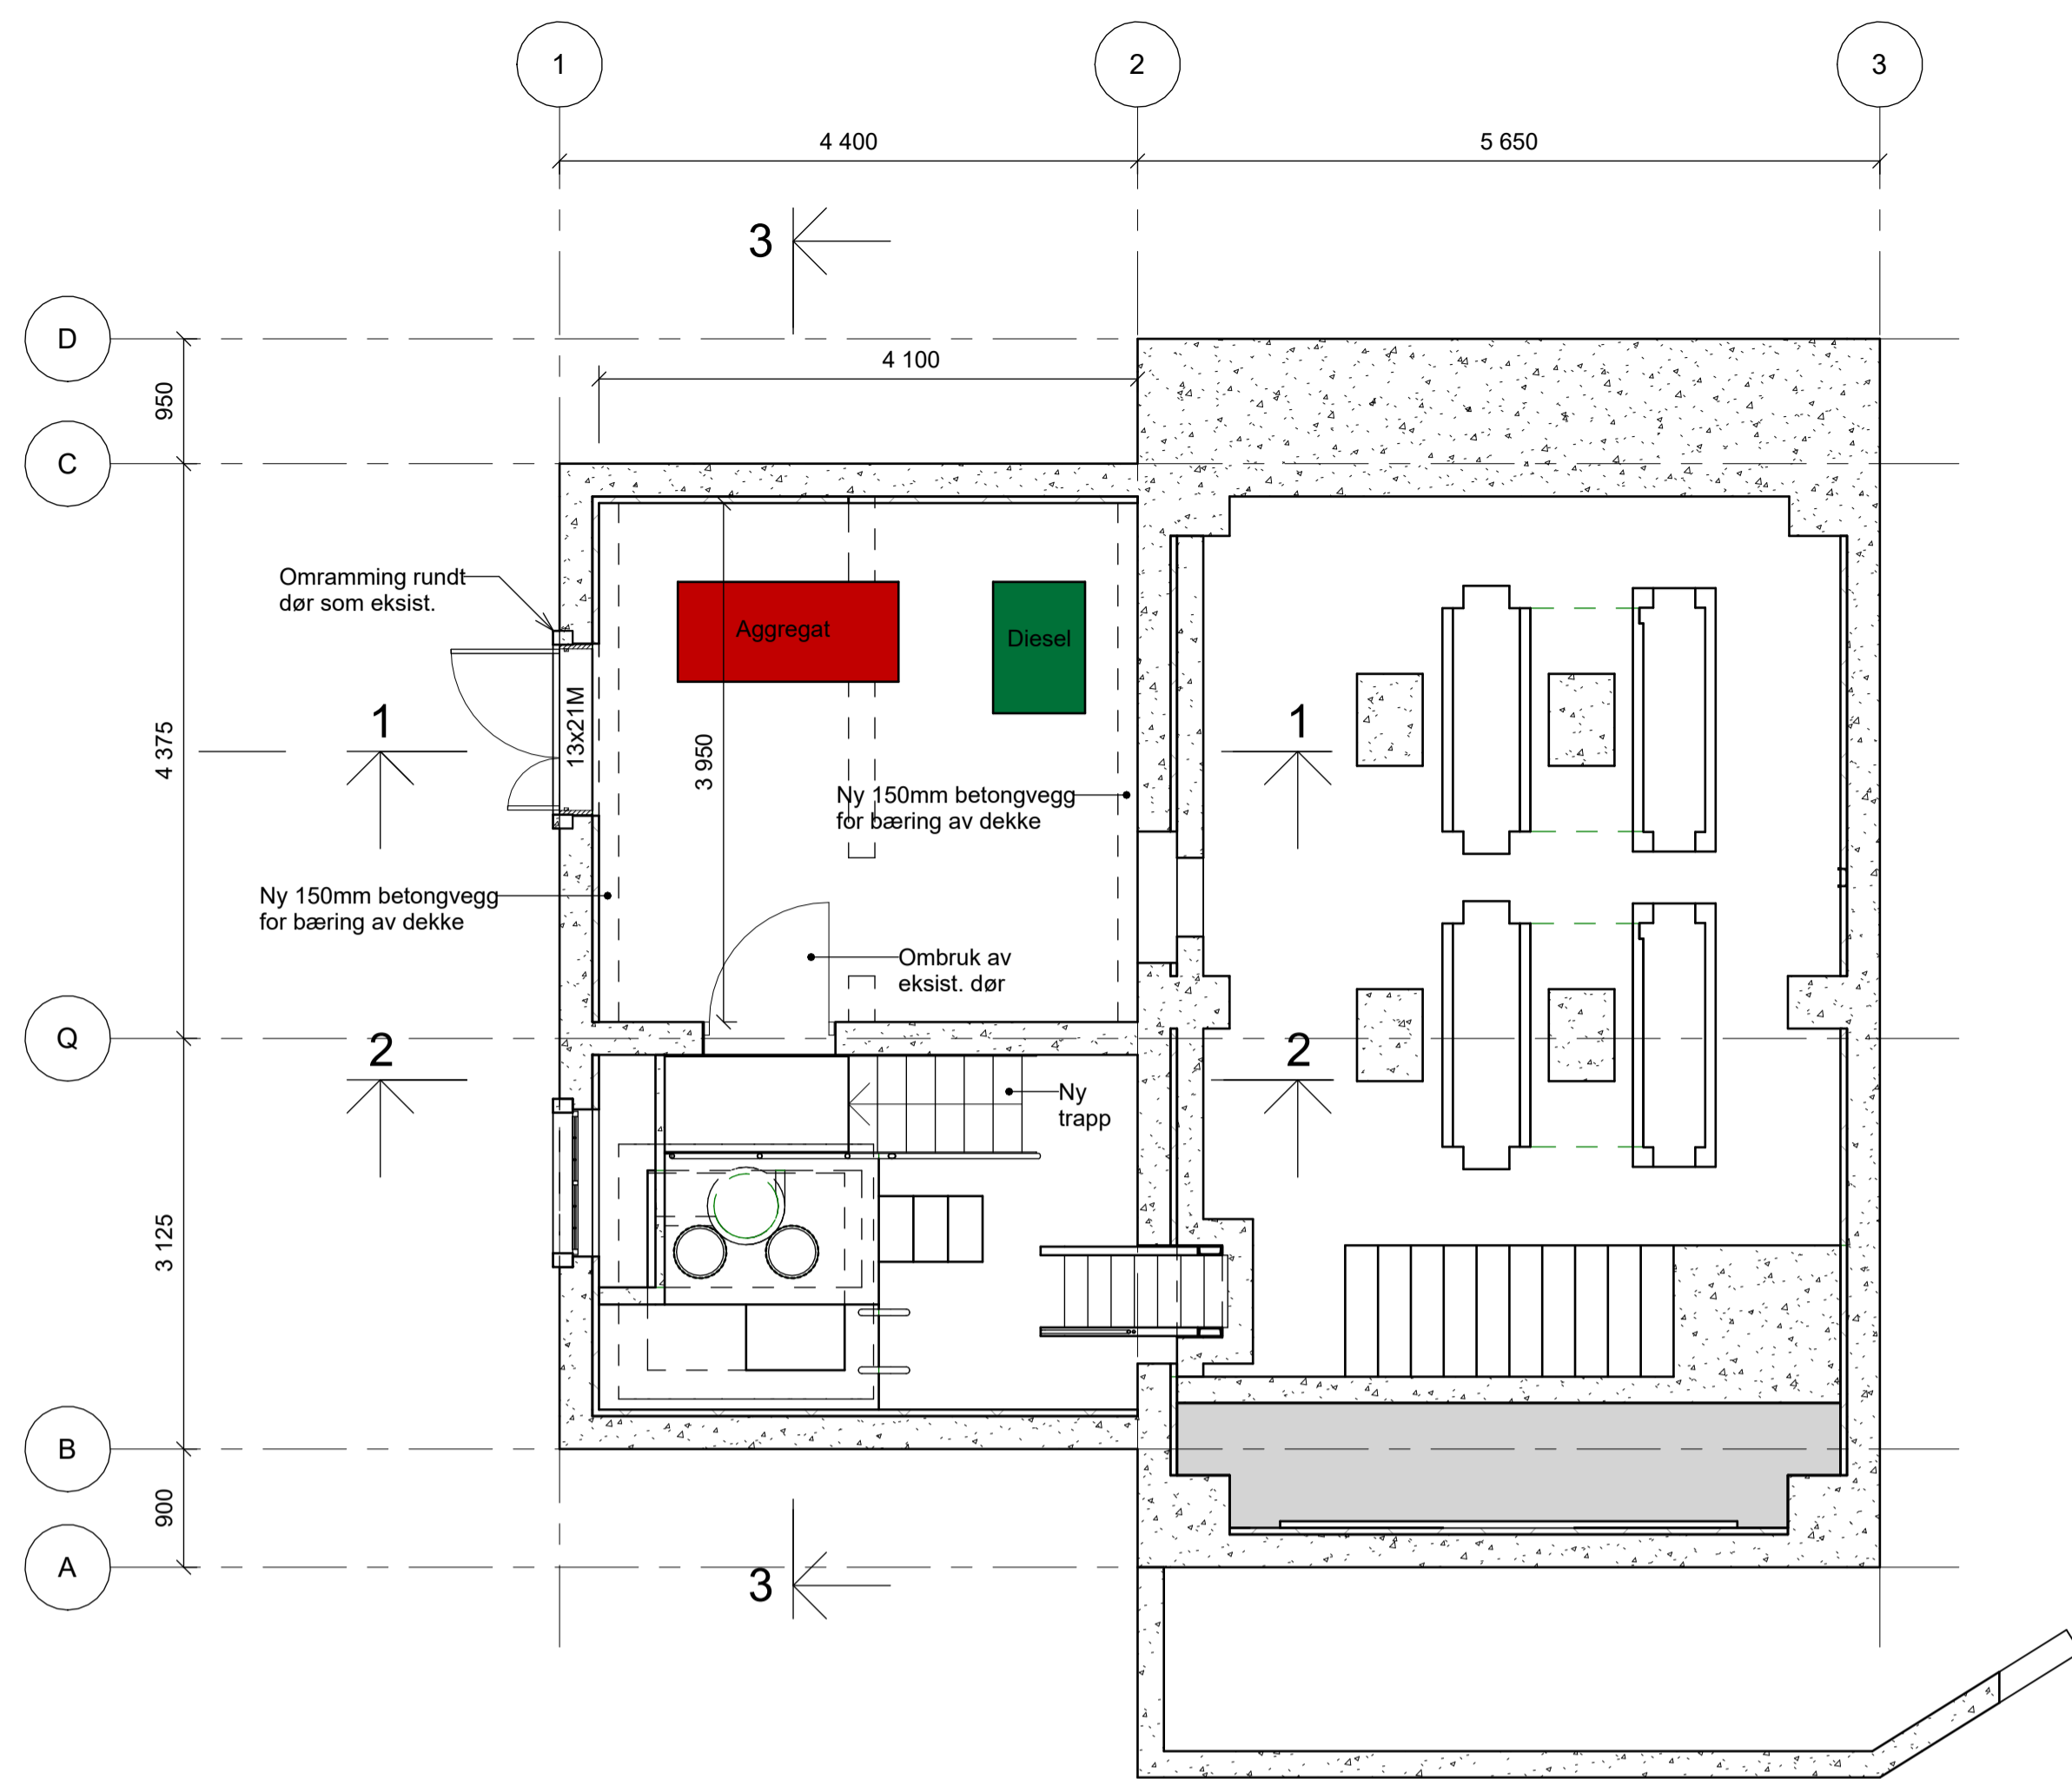 1
2
3
4 400
5 650
3
D
4 100
950
C
Omramming rundt
dør som eksist.
Aggregat
Diesel
13x21M
1
1
4 375
3 950
Ny 150mm betongvegg
for bæring av dekke
Ny 150mm betongvegg
for bæring av dekke
Ombruk av
eksist. dør
Q
2
2
Ny
trapp
3 125
B
900
A
3